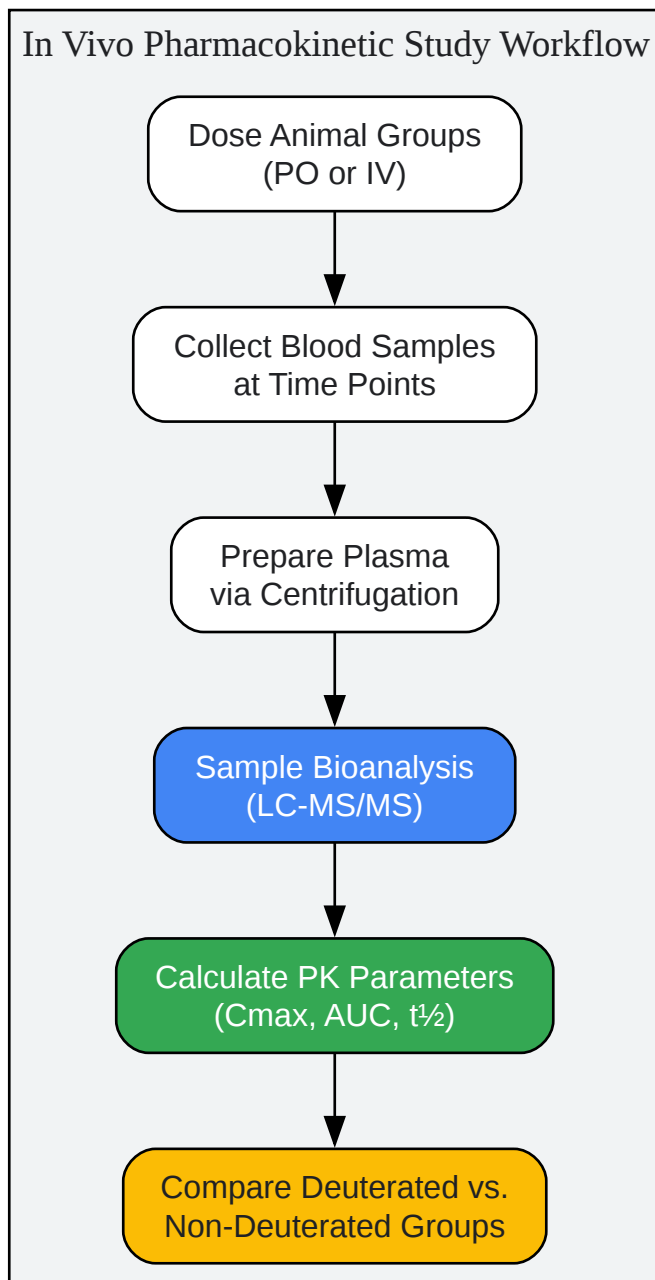 In Vivo Pharmacokinetic Study Workflow
Dose Animal Groups
(PO or IV)
Collect Blood Samples
at Time Points
Prepare Plasma
via Centrifugation
Sample Bioanalysis
(LC-MS/MS)
Calculate PK Parameters
(Cmax, AUC, t½)
Compare Deuterated vs.
Non-Deuterated Groups